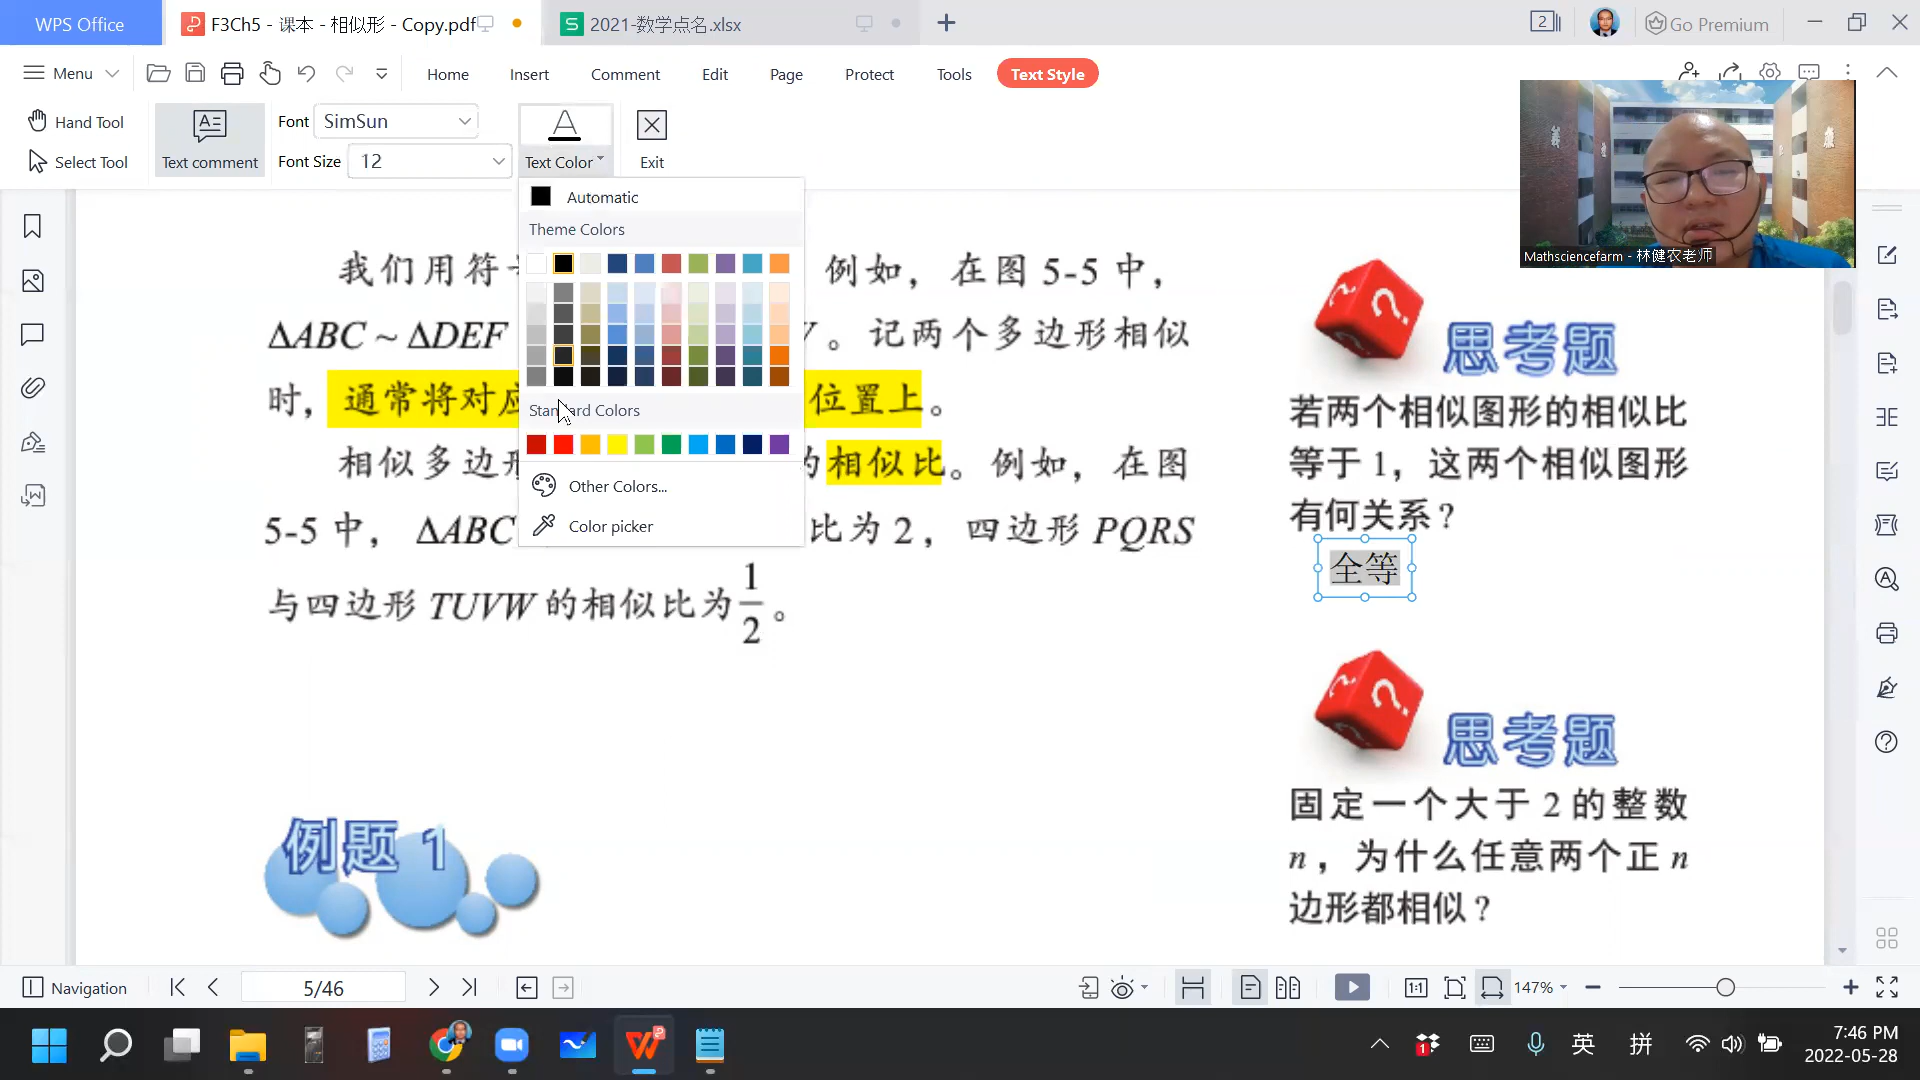 WPS Office
F3Ch5 - 课本 - 相似形 - Copy.pdf
S
2021-数学点名.xlsx
2
Go Premium
Menu
Home
Insert
Comment
Edit
Page
Protect
Tools
Text Style
Hand Tool
Select Tool
Text comment
Font
SimSun
Font Size
12
Text Color
Exit
Automatic
Theme Colors
Standard Colors
Other Colors...
Color picker
Mathsciencefarm - 林健农老师
我们用符
例如，在图 5-5 中，
ΔABC ~ ΔDEF
。记两个多边形相似
时，通常将对应
位置上。
相似多边形
的相似比。例如，在图
5-5 中，ΔABC
比为 2，四边形 PQRS
与四边形 TUVW 的相似比为 1/2。
例题 1
思考题
若两个相似图形的相似比
等于 1，这两个相似图形
有何关系？
全等
思考题
固定一个大于 2 的整数
n，为什么任意两个正 n
边形都相似？
Navigation
5/46
1:1
147%
英
拼
7:46 PM
2022-05-28
1